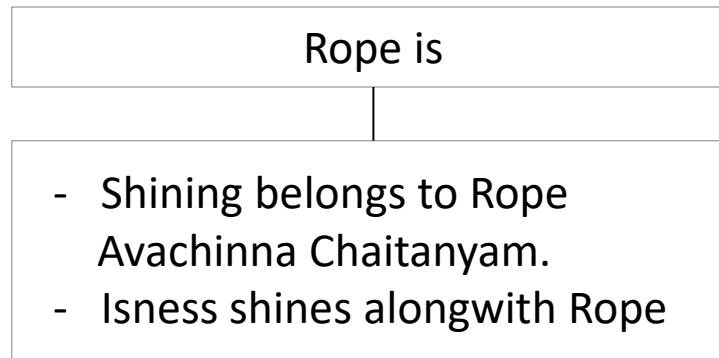 Rope is
- Shining belongs to Rope
Avachinna Chaitanyam.
- Isness shines alongwith Rope